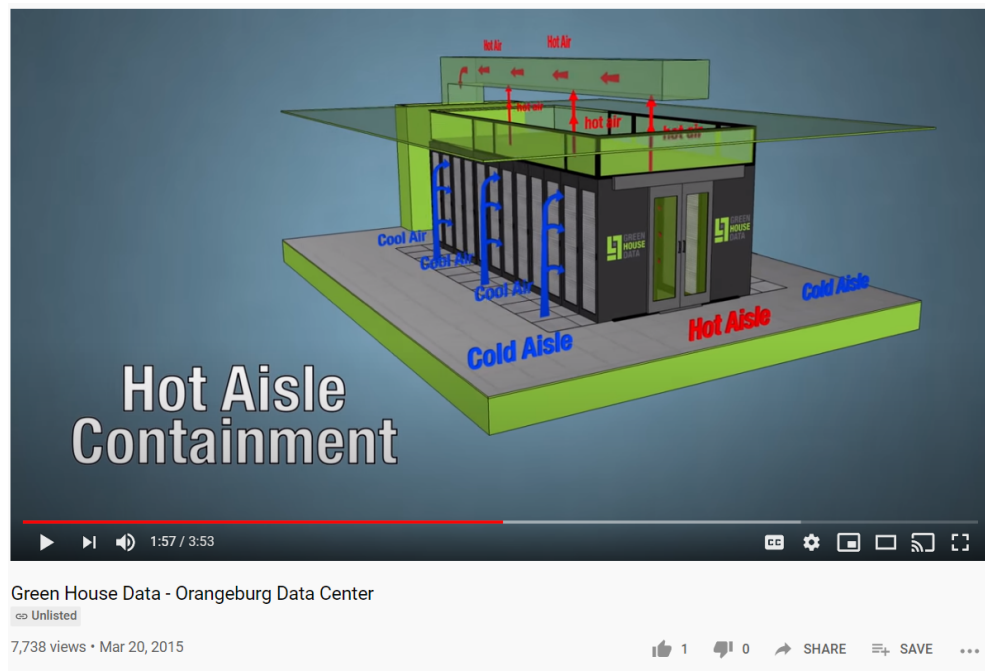 Hot Air
Hot Air
hot air
hot air
hot air
Cool Air
Cool Air
Cool Air
GREEN
HOUSE
DATA
GREEN
HOUSE
DATA
Cold Aisle
Hot Aisle
Cold Aisle
Hot Aisle
Containment
1:57 / 3:53
CC
Green House Data - Orangeburg Data Center
Unlisted
7,738 views • Mar 20, 2015
1 0 SHARE SAVE